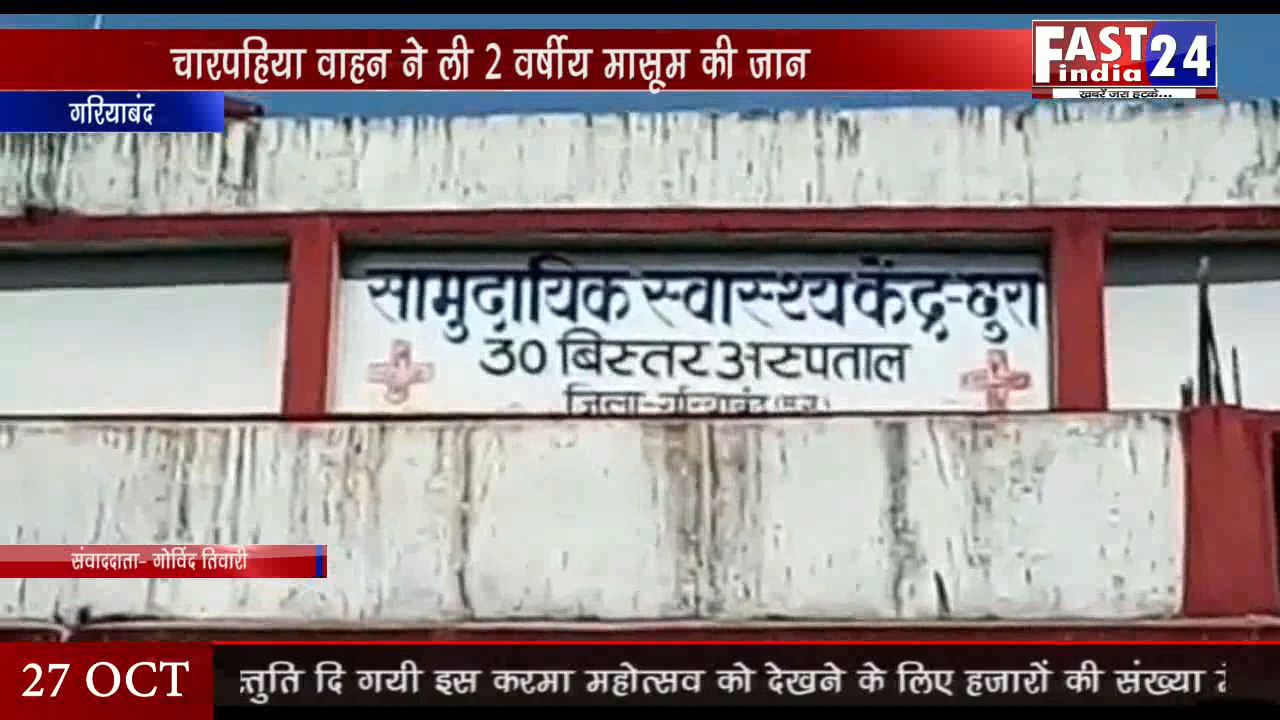 चारपहिया वाहन ने ली 2 वर्षीय मासूम की जान
FAST india 24
खबरें जरा हटके...
गरियाबंद
सामुदायिक स्वास्थ्य केंद्र-छुरा
30 बिस्तर अस्पताल
जिला-
संवाददाता- गोविंद तिवारी
27 OCT
दि गयी इस करमा महोत्सव को देखने के लिए हजारों की संख्या